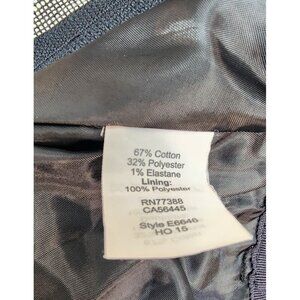 67% Cotton
32% Polyester
1% Elastane
Lining:
100% Polyester
RN77388
CA56445
Style E6646
HO 15